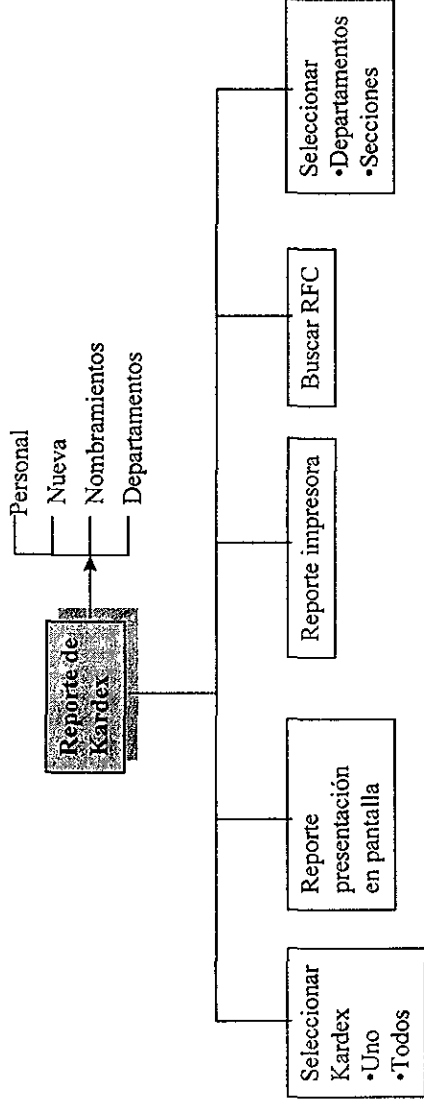 Reporte de
Kardex
Personal
Nueva
Nombramientos
Departamentos
Seleccionar
Kardex
•Uno
•Todos
Reporte
presentación
en pantalla
Reporte impresora
Buscar RFC
Seleccionar
•Departamentos
•Secciones